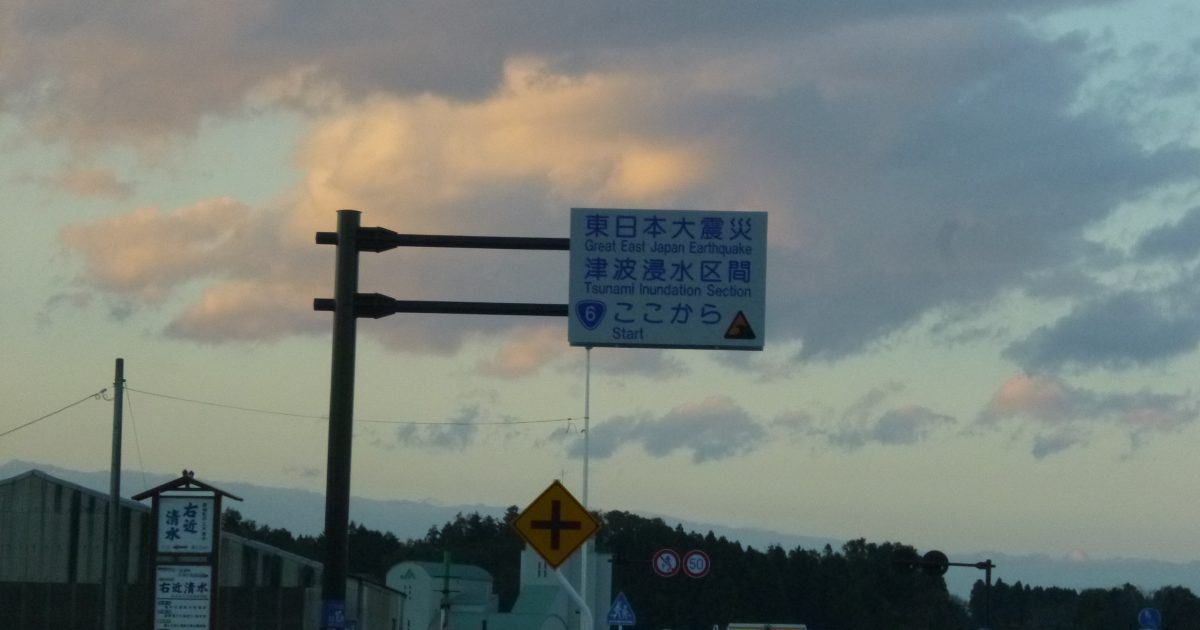 東日本大震災
Great East Japan Earthquake
津波浸水区間
Tsunami Inundation Section
6 ここから
Start
右近
清水
右近清水
50